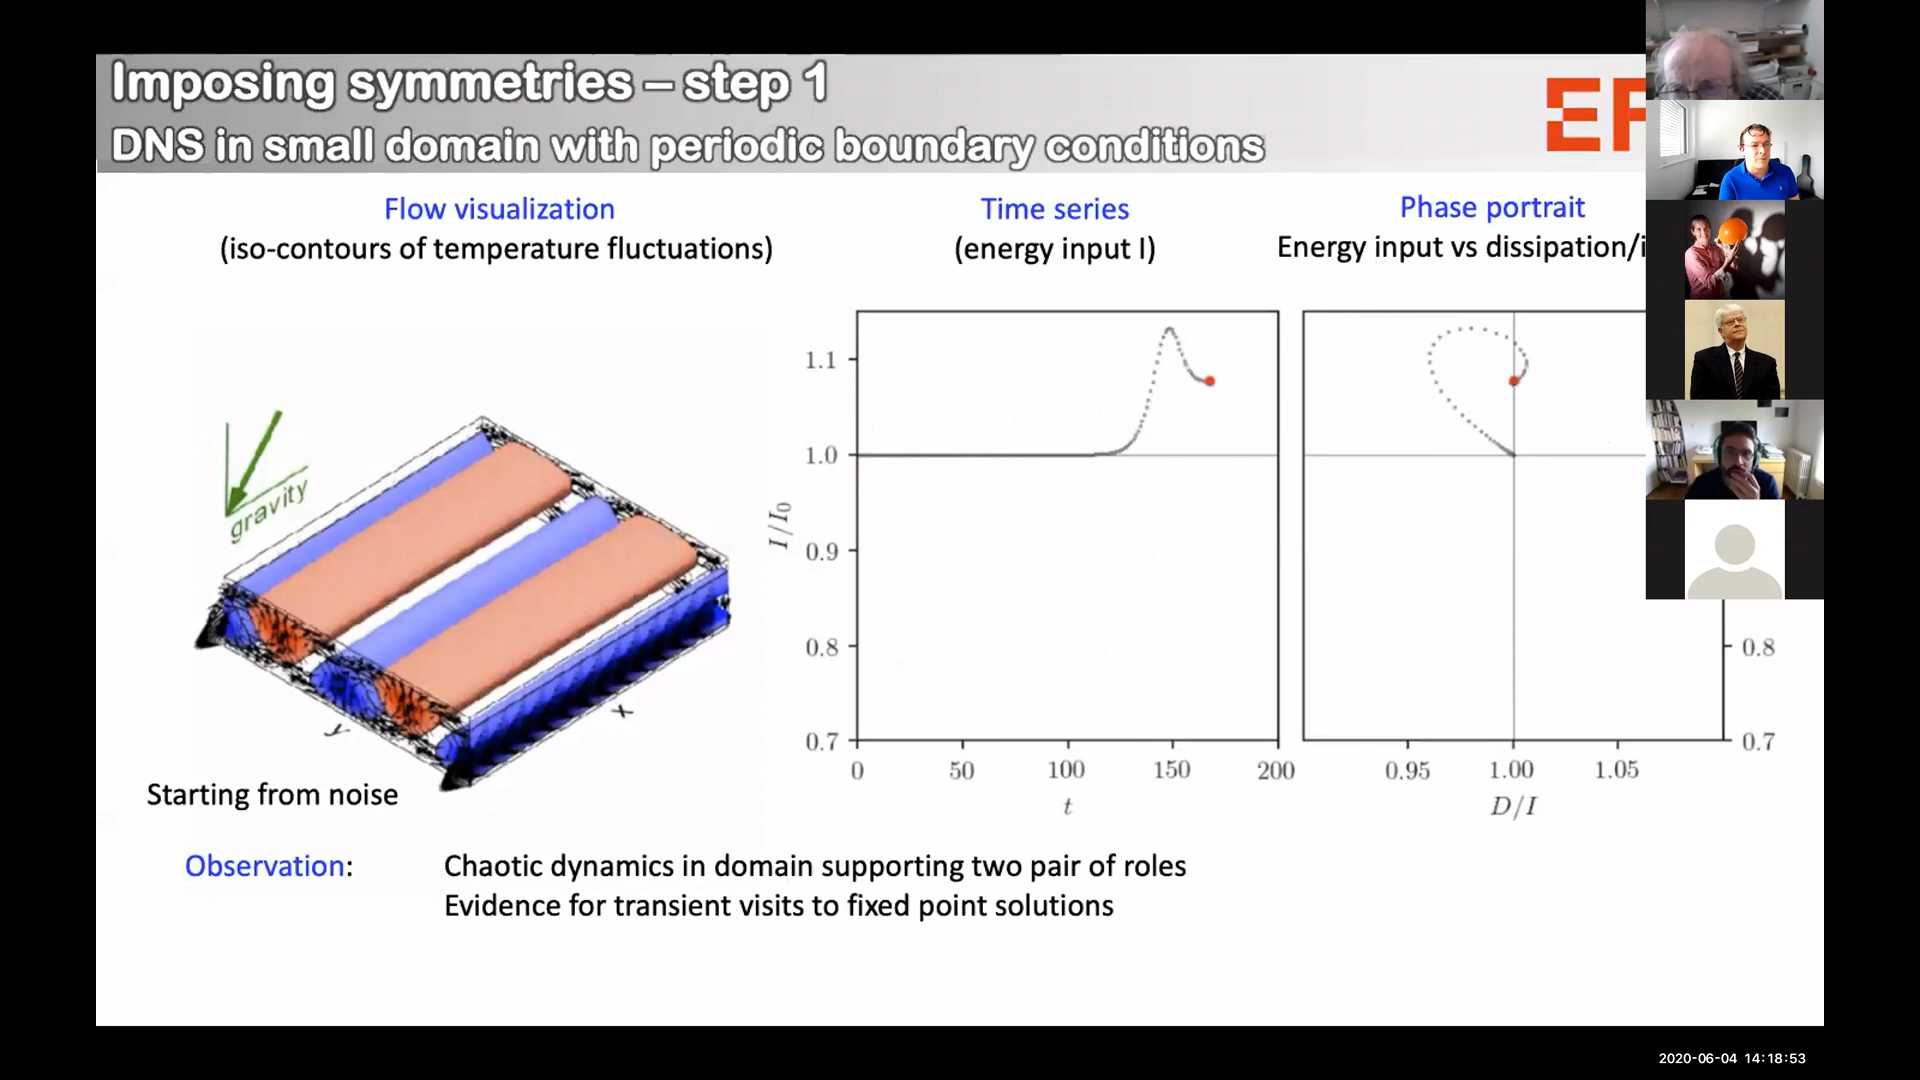 Imposing symmetries – step 1
DNS in small domain with periodic boundary conditions
EP
Flow visualization
(iso-contours of temperature fluctuations)
Time series
(energy input I)
Phase portrait
Energy input vs dissipation/i
gravity
y
x
Starting from noise
I/I0
1.1
1.0
0.9
0.8
0.7
0 50 100 150 200
t
0.95 1.00 1.05
D/I
0.8
0.7
Observation: Chaotic dynamics in domain supporting two pair of roles
Evidence for transient visits to fixed point solutions
2020-06-04 14:18:53